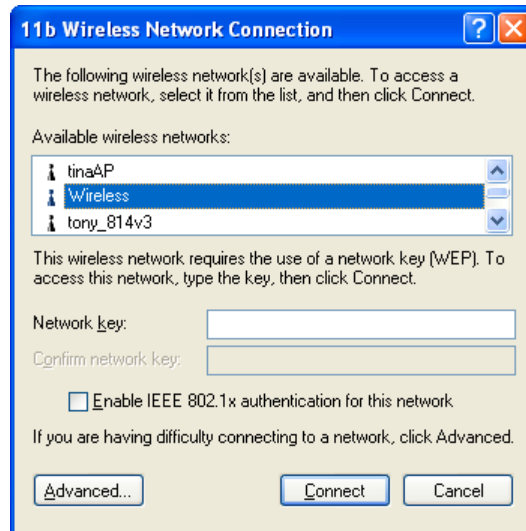 11b Wireless Network Connection
The following wireless network(s) are available. To access a
wireless network, select it from the list, and then click Connect.
Available wireless networks:
tinaAP
Wireless
tony_814v3
This wireless network requires the use of a network key (WEP). To
access this network, type the key, then click Connect.
Network key:
Confirm network key:
Enable IEEE 802.1x authentication for this network
If you are having difficulty connecting to a network, click Advanced.
Advanced... Connect Cancel